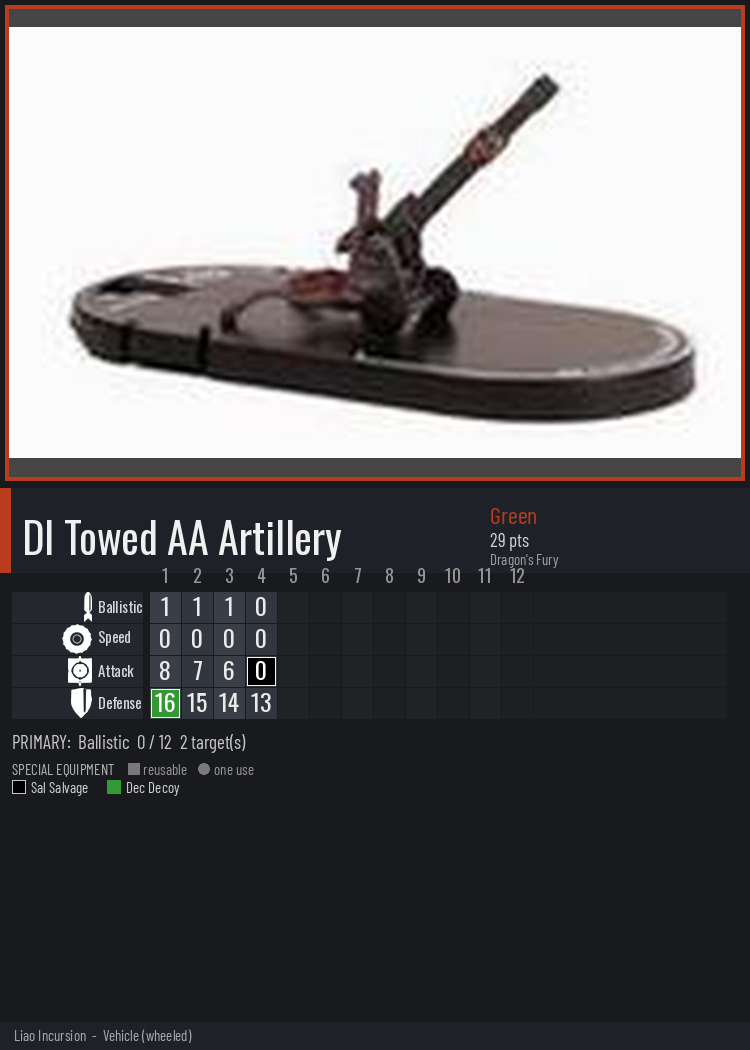 DI Towed AA Artillery
Green
29 pts
Dragon's Fury
1 2 3 4 5 6 7 8 9 10 11 12
Ballistic 1 1 1 0
Speed 0 0 0 0
Attack 8 7 6 0
Defense 16 15 14 13
PRIMARY: Ballistic 0 / 12 2 target(s)
SPECIAL EQUIPMENT reusable one use
Sal Salvage Dec Decoy
Liao Incursion - Vehicle (wheeled)